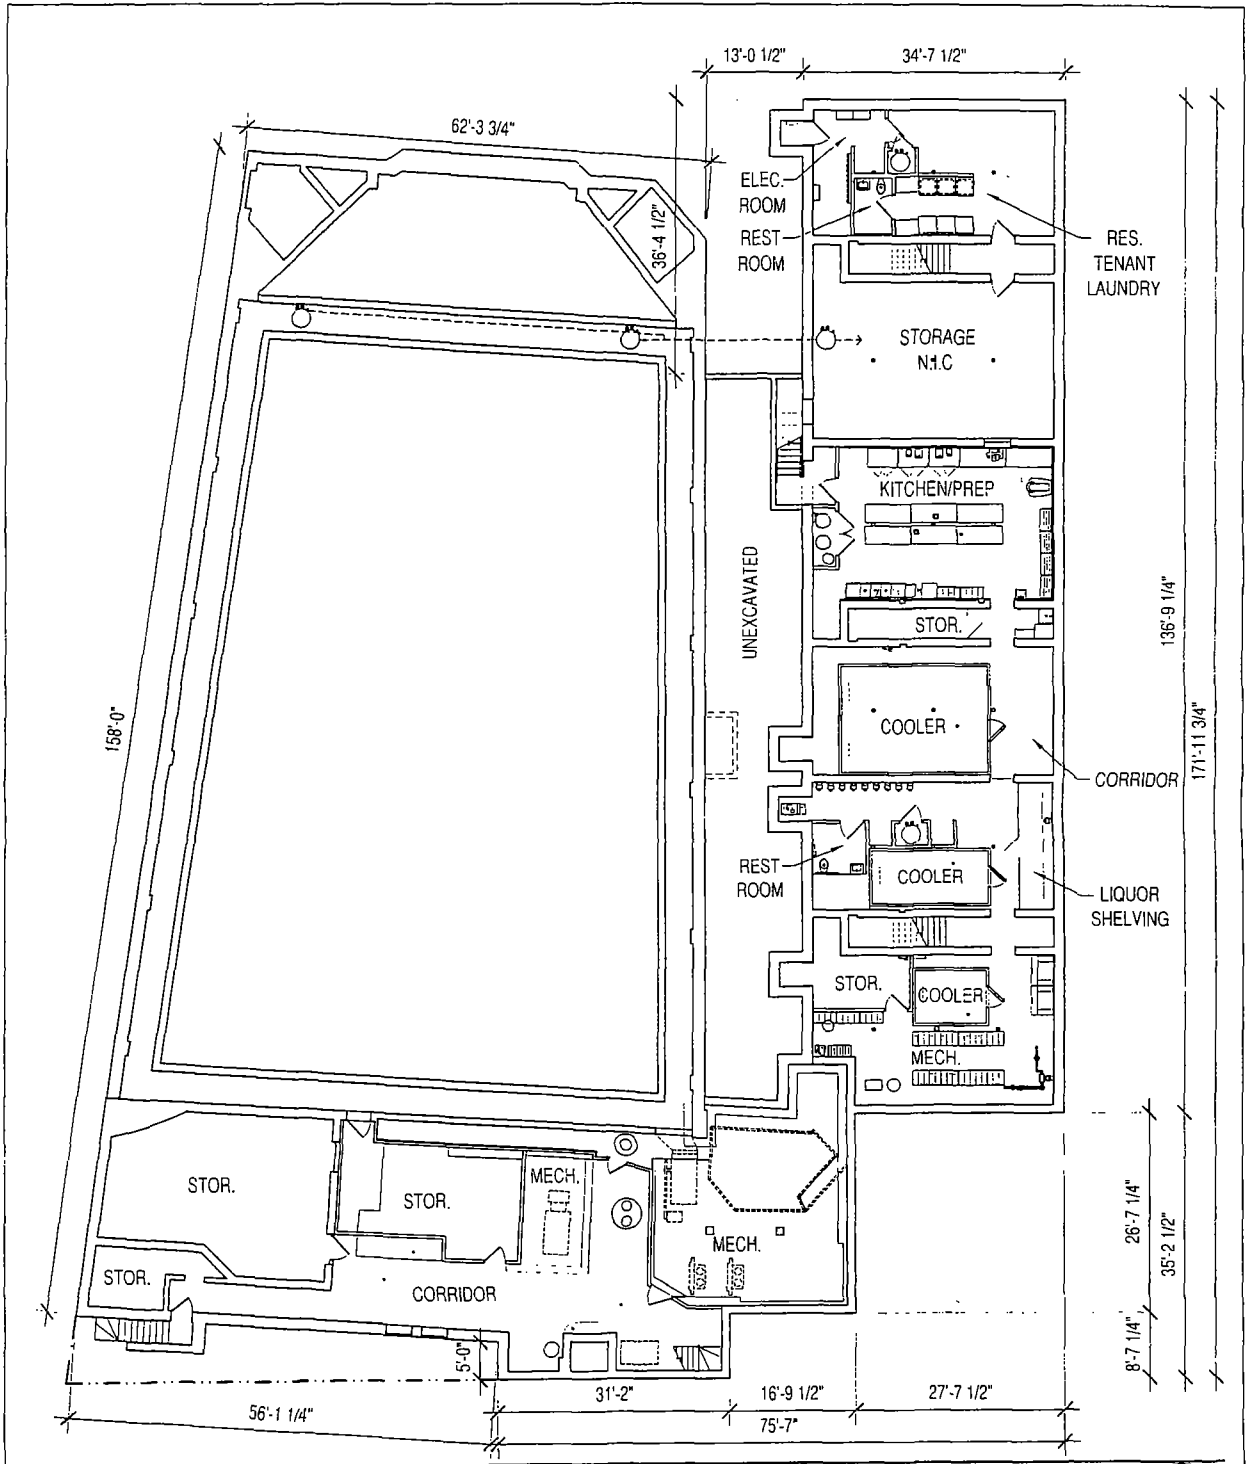 13'-0 1/2"
34'-7 1/2"
62'-3 3/4"
36'-4 1/2"
ELEC.
ROOM
REST
ROOM
RES.
TENANT
LAUNDRY
STORAGE
N.I.C
KITCHEN/PREP
UNEXCAVATED
STOR.
136'-9 1/4"
171'-11 3/4"
158'-0"
COOLER
CORRIDOR
REST
ROOM
COOLER
LIQUOR
SHELVING
STOR.
COOLER
MECH.
STOR.
STOR.
MECH.
MECH.
STOR.
CORRIDOR
26'-7 1/4"
35'-2 1/2"
8'-7 1/4"
5'-0"
56'-1 1/4"
31'-2"
16'-9 1/2"
27'-7 1/2"
75'-7"